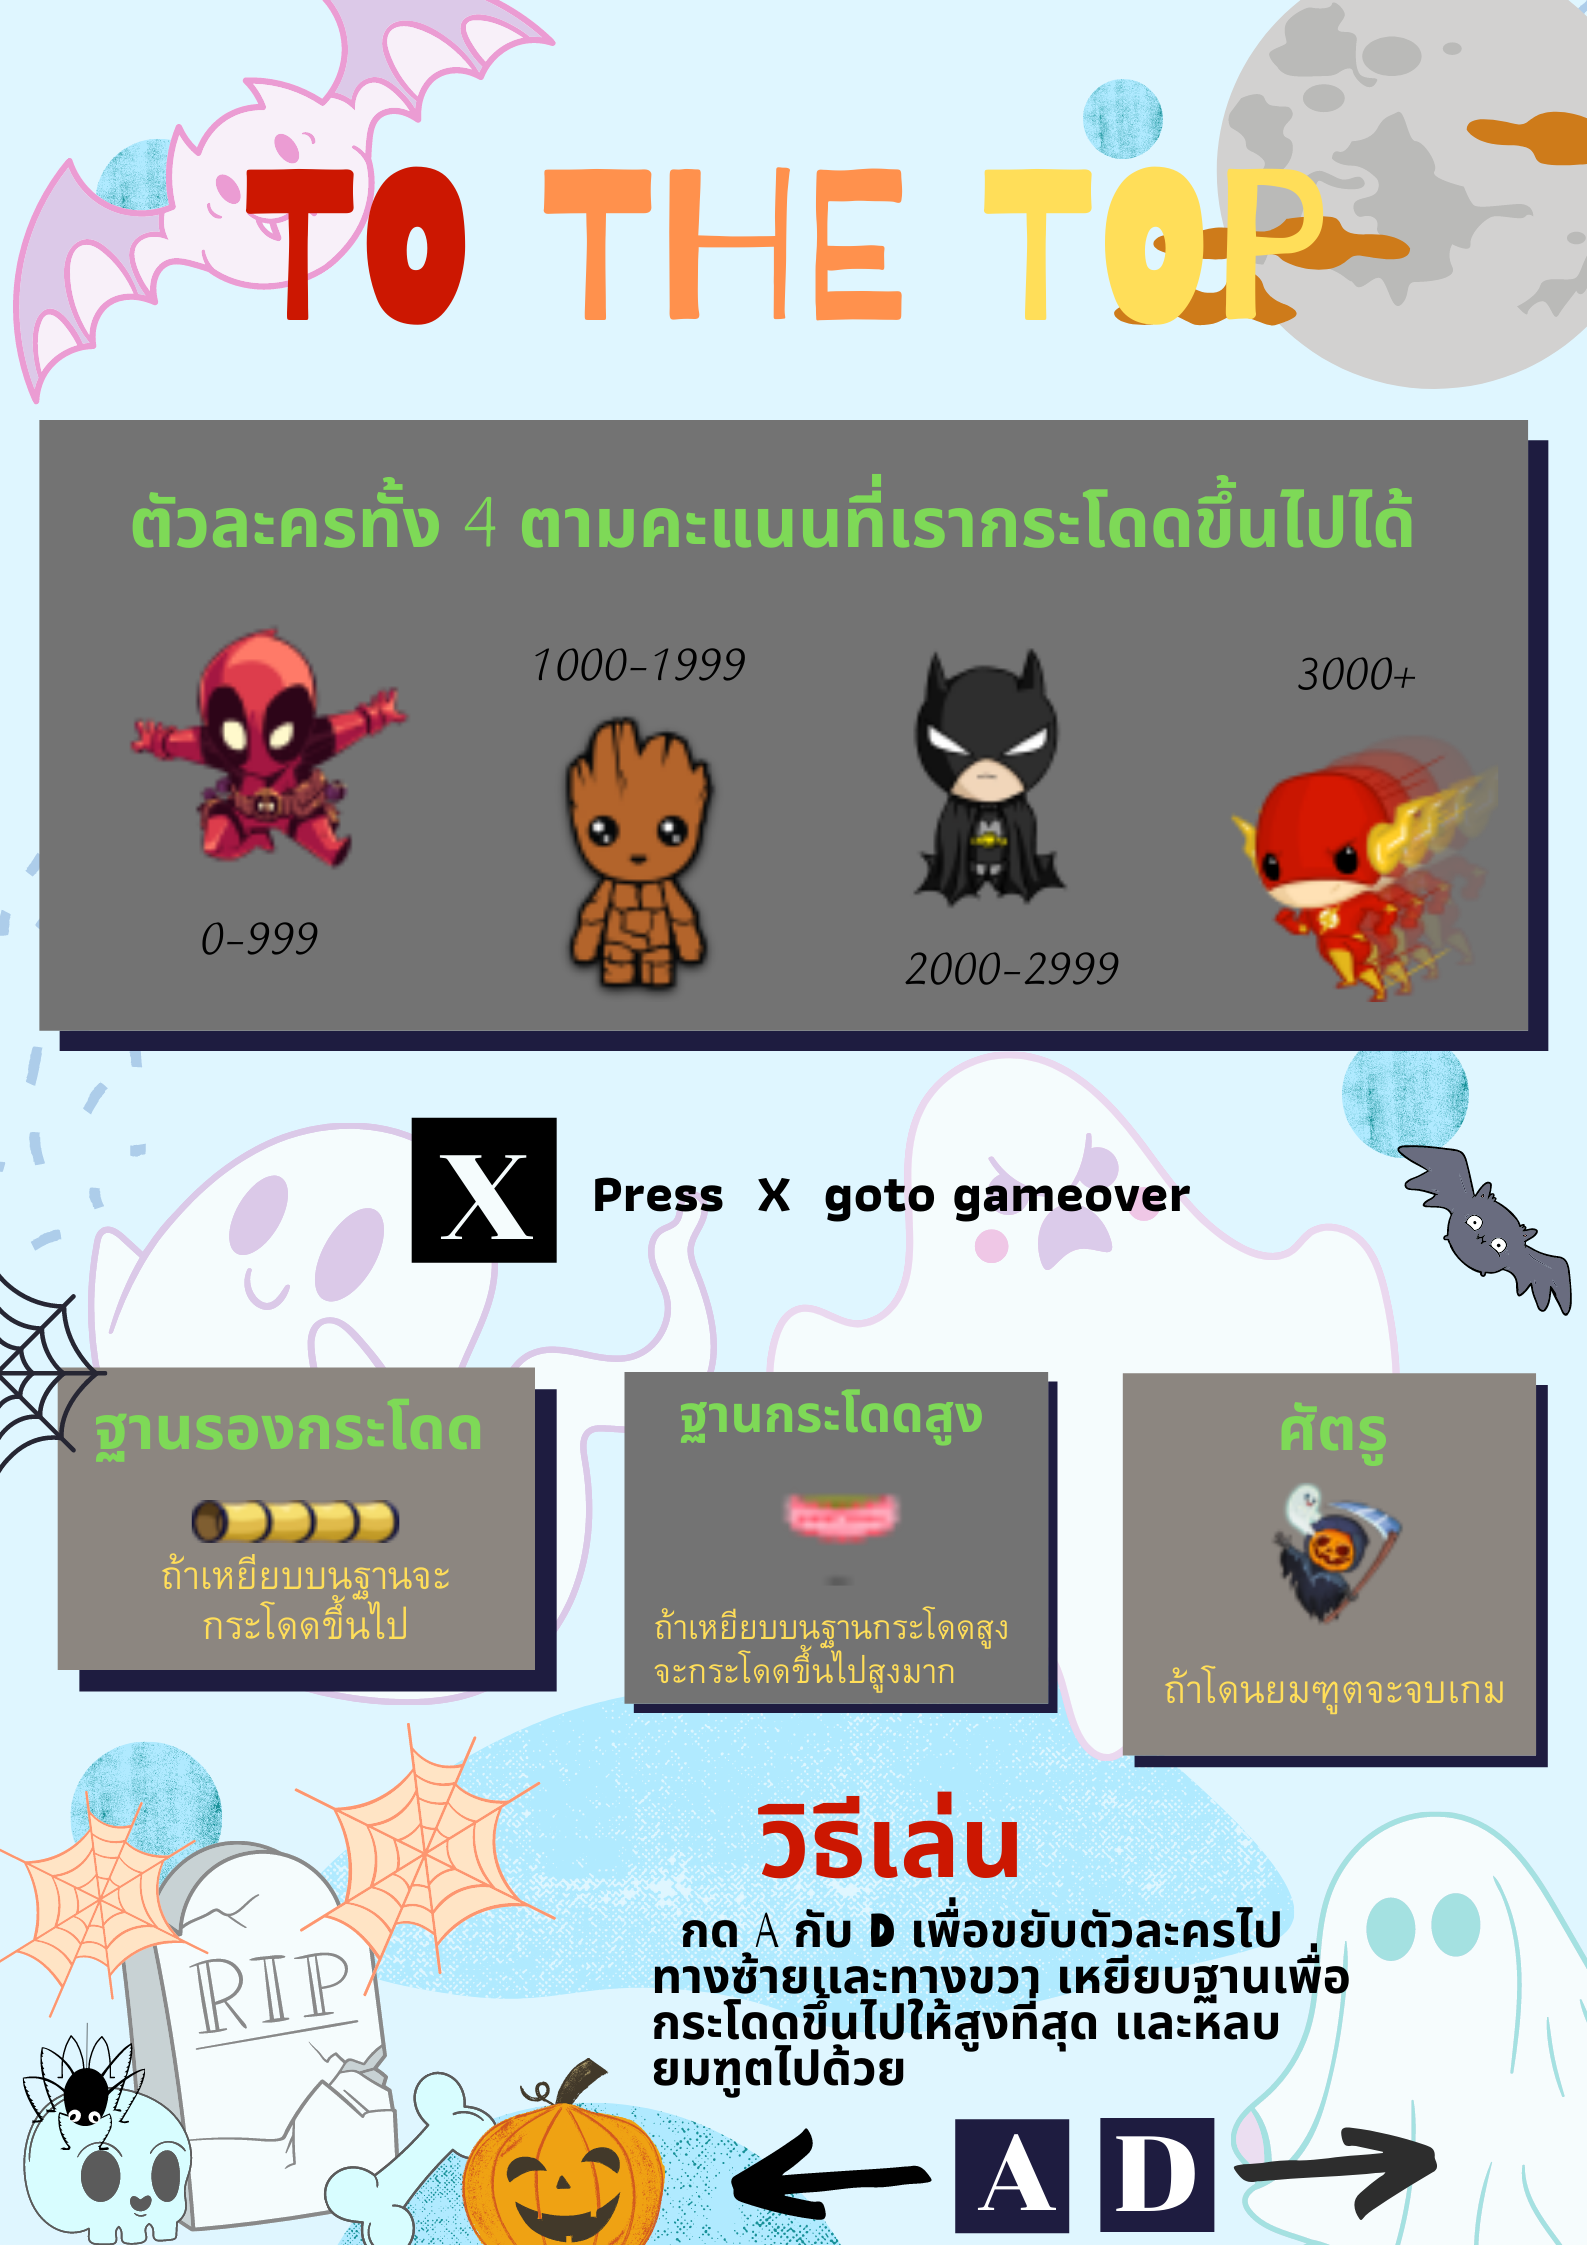 TO THE TOP
ตัวละครทั้ง 4 ตามคะแนนที่เรากระโดดขึ้นไปได้
1000-1999
3000+
0-999
2000-2999
X
Press X goto gameover
ฐานรองกระโดด
ถ้าเหยียบบนฐานจะ
กระโดดขึ้นไป
ฐานกระโดดสูง
ถ้าเหยียบบนฐานกระโดดสูง
จะกระโดดขึ้นไปสูงมาก
ศัตรู
ถ้าโดนยมฑูตจะจบเกม
วิธีเล่น
กด A กับ D เพื่อขยับตัวละครไป
ทางซ้ายและทางขวา เหยียบฐานเพื่อ
กระโดดขึ้นไปให้สูงที่สุด และหลบ
ยมฑูตไปด้วย
RIP
A D